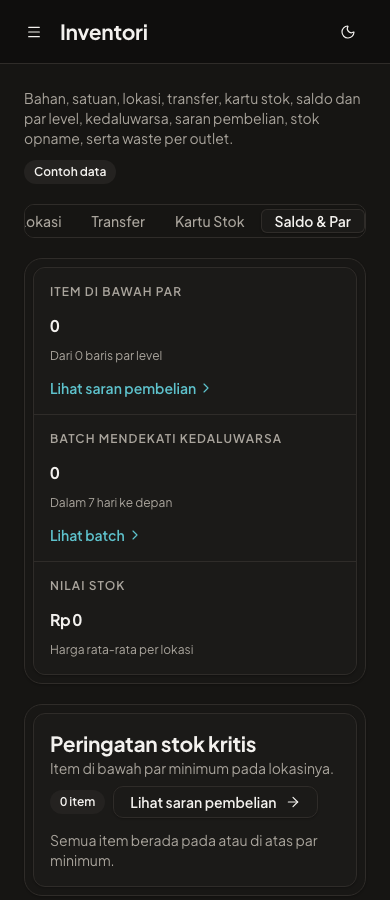 Inventori
Bahan, satuan, lokasi, transfer, kartu stok, saldo dan
par level, kedaluwarsa, saran pembelian, stok
opname, serta waste per outlet.
Contoh data
okasi Transfer Kartu Stok Saldo & Par
ITEM DI BAWAH PAR
0
Dari 0 baris par level
Lihat saran pembelian
BATCH MENDEKATI KEDALUWARSA
0
Dalam 7 hari ke depan
Lihat batch
NILAI STOK
Rp 0
Harga rata-rata per lokasi
Peringatan stok kritis
Item di bawah par minimum pada lokasinya.
0 item Lihat saran pembelian
Semua item berada pada atau di atas par
minimum.